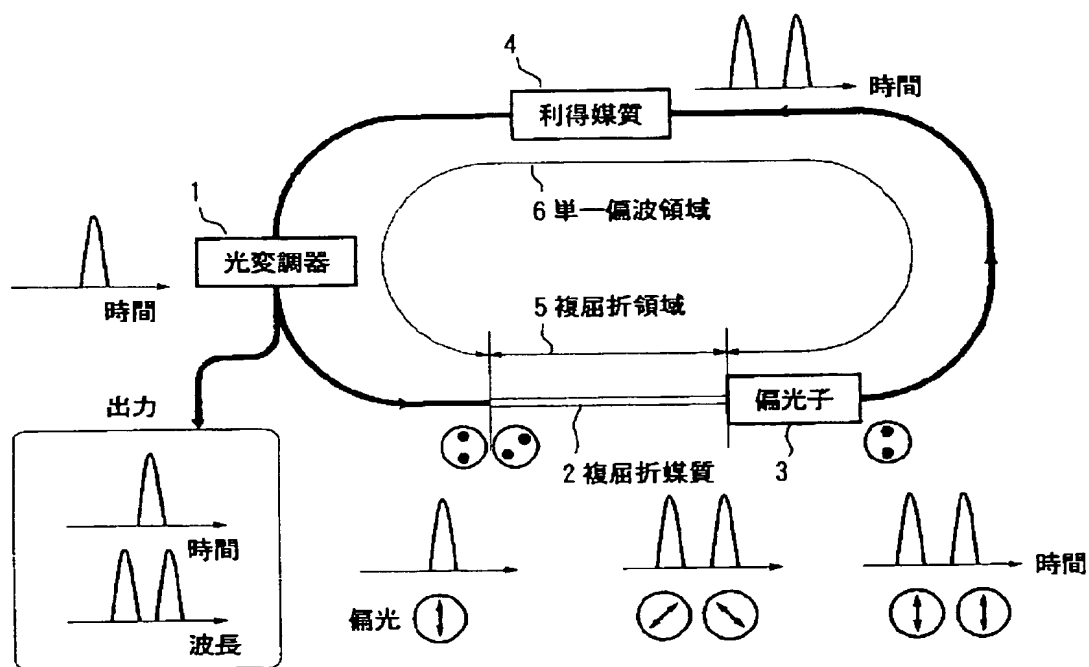 時間
4
利得媒質
6 単一偏波領域
1
光変調器
時間
5 複屈折領域
出力
偏光子
3
2 複屈折媒質
時間
波長
偏光
時間